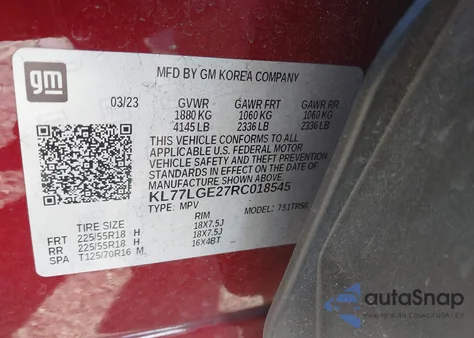 gm
MFD BY GM KOREA COMPANY
03/23 GVWR GAWR FRT GAWR RR
1880 KG 1060 KG 1060 KG
4145 LB 2336 LB 2336 LB
THIS VEHICLE CONFORMS TO ALL
APPLICABLE U.S. FEDERAL MOTOR
VEHICLE SAFETY AND THEFT PREVENTION
STANDARDS IN EFFECT ON THE DATE OF
MANUFACTURE SHOWN ABOVE.
KL77LGE27RC018545
TYPE: MPV MODEL:
TIRE SIZE RIM
FRT 225/55R18 H 18X7.5J
RR 225/55R18 H 18X7.5J
SPA T125/70R16 M 16X4BT
autoSnap